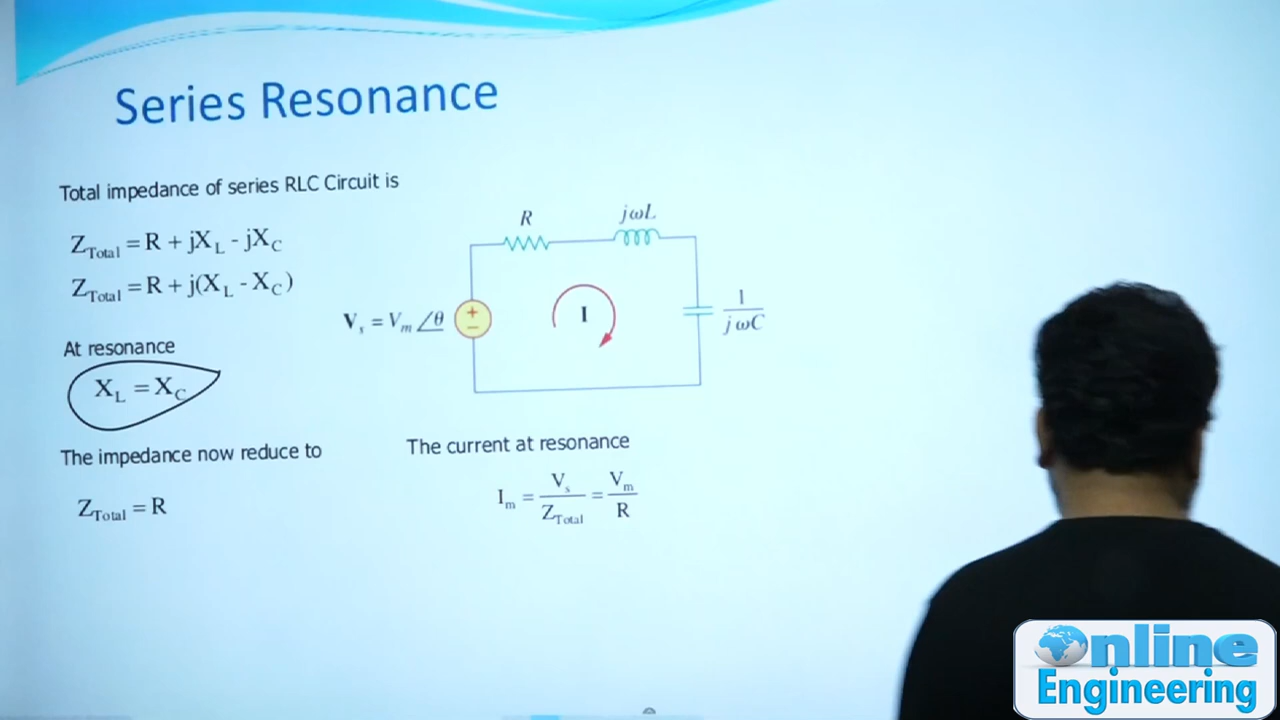 Series Resonance
Total impedance of series RLC Circuit is
Z_Total = R + jX_L - jX_C
Z_Total = R + j(X_L - X_C)
At resonance
X_L = X_C
The impedance now reduce to
Z_Total = R
R
jωL
V_s = V_m ∠θ
+
−
I
1
jωC
The current at resonance
I_m = V_s / Z_Total = V_m / R
Online
Engineering